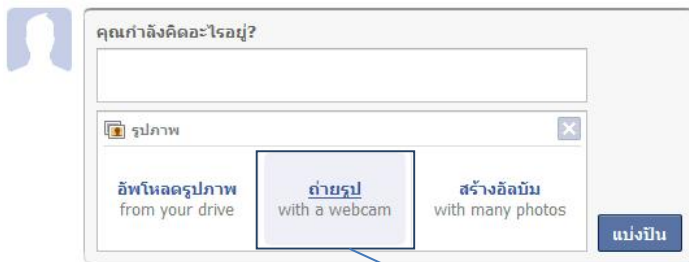 คุณกำลังคิดอะไรอยู่?
รูปภาพ
อัพโหลดรูปภาพ
from your drive
ถ่ายรูป
with a webcam
สร้างอัลบัม
with many photos
แบ่งปัน